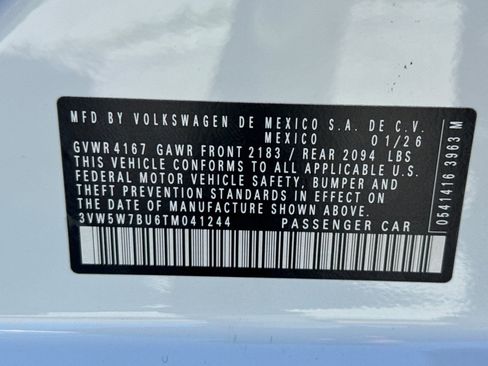 MFD BY VOLKSWAGEN DE MEXICO S.A. DE C.V.
MEXICO 01/26
GVWR 4167 GAWR FRONT 2183 / REAR 2094 LBS
THIS VEHICLE CONFORMS TO ALL APPLICABLE U.S.
FEDERAL MOTOR VEHICLE SAFETY, BUMPER AND
THEFT PREVENTION STANDARDS IN EFFECT ON
THE DATE OF MANUFACTURE SHOWN ABOVE
3VW5W7BU6TM041244 PASSENGER CAR
0541416 3963 M